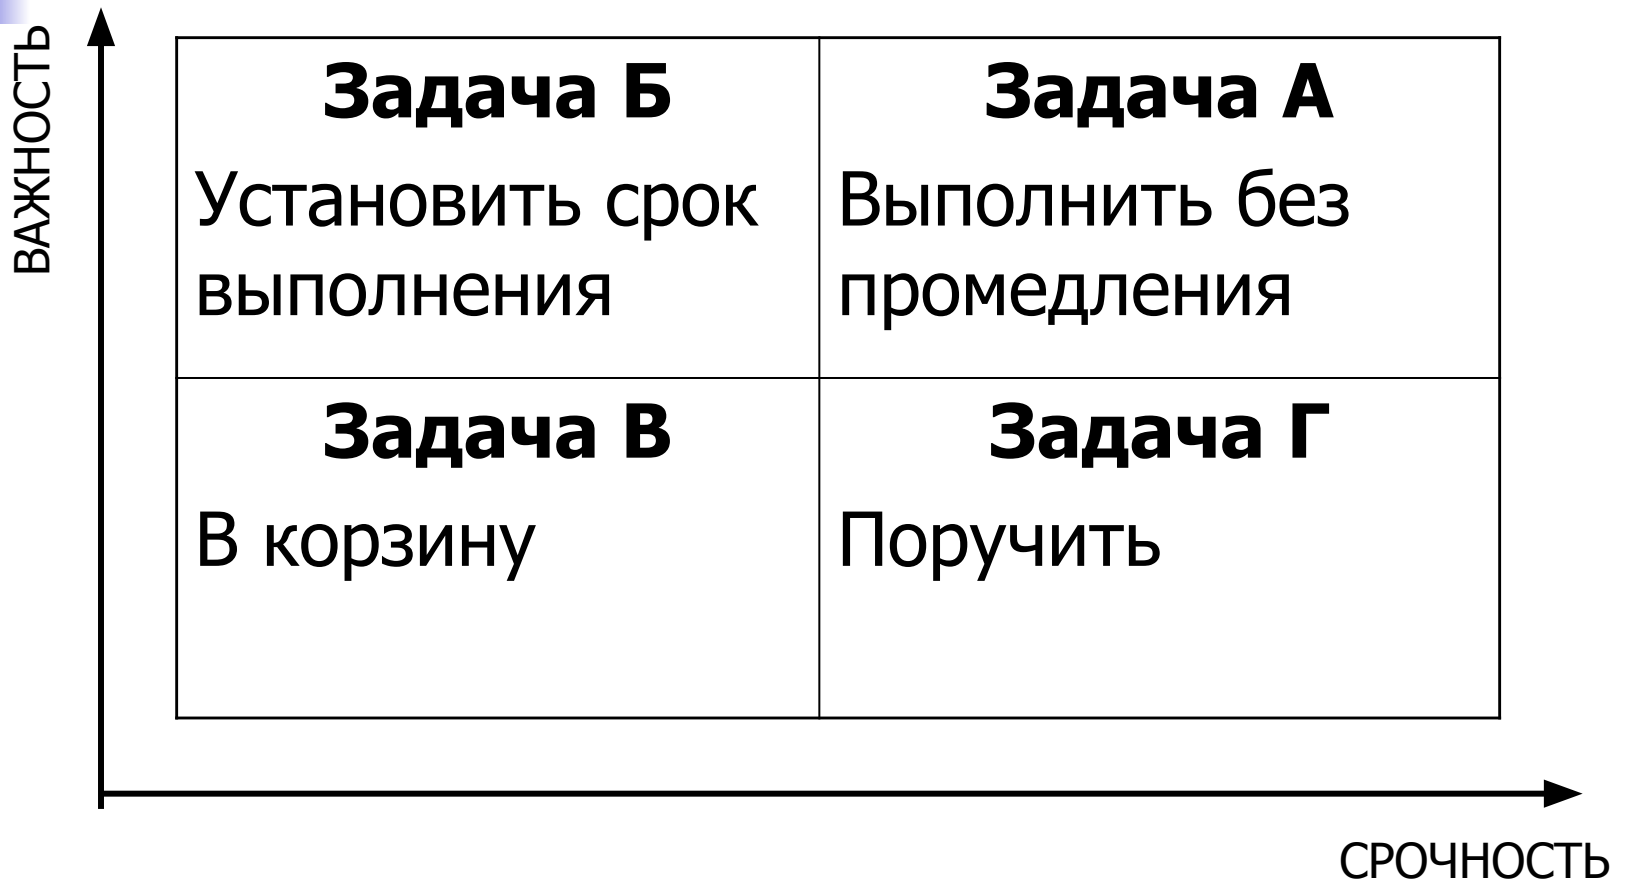 ВАЖНОСТЬ
Задача Б
Установить срок
выполнения
Задача А
Выполнить без
промедления
Задача В
В корзину
Задача Г
Поручить
СРОЧНОСТЬ